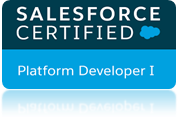 SALESFORCE
CERTIFIED
Platform Developer I